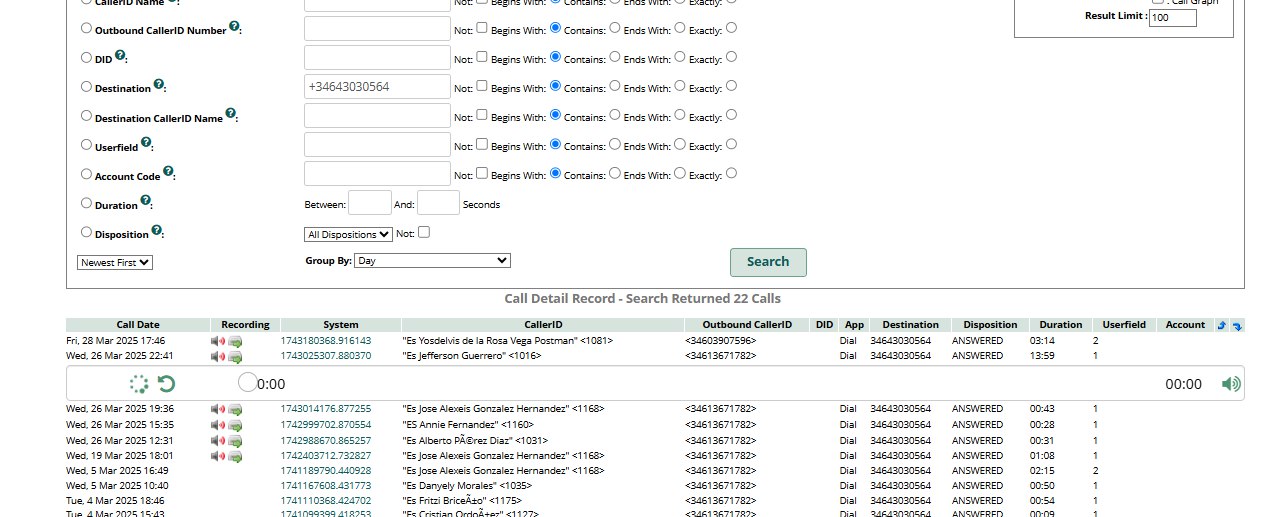 CallerID Name ?: Not: Begins With: Contains: Ends With: Exactly: : Call Graph
Result Limit : 100
Outbound CallerID Number ?: Not: Begins With: Contains: Ends With: Exactly:
DID ?: Not: Begins With: Contains: Ends With: Exactly:
Destination ?: +34643030564 Not: Begins With: Contains: Ends With: Exactly:
Destination CallerID Name ?: Not: Begins With: Contains: Ends With: Exactly:
Userfield ?: Not: Begins With: Contains: Ends With: Exactly:
Account Code ?: Not: Begins With: Contains: Ends With: Exactly:
Duration ?: Between: And: Seconds
Disposition ?: All Dispositions Not:
Newest First Group By: Day Search
Call Detail Record - Search Returned 22 Calls
Call Date Recording System CallerID Outbound CallerID DID App Destination Disposition Duration Userfield Account
Fri, 28 Mar 2025 17:46 1743180368.916143 "Es Yosdelvis de la Rosa Vega Postman" <1081> <34603907596> Dial 34643030564 ANSWERED 03:14 2
Wed, 26 Mar 2025 22:41 1743025307.880370 "Es Jefferson Guerrero" <1016> <34613671782> Dial 34643030564 ANSWERED 13:59 1
0:00 00:00
Wed, 26 Mar 2025 19:36 1743014176.877255 "Es Jose Alexeis Gonzalez Hernandez" <1168> <34613671782> Dial 34643030564 ANSWERED 00:43 1
Wed, 26 Mar 2025 15:35 1742999702.870554 "ES Annie Fernandez" <1160> <34613671782> Dial 34643030564 ANSWERED 00:28 1
Wed, 26 Mar 2025 12:31 1742988670.865257 "Es Alberto PÃ©rez Diaz" <1031> <34613671782> Dial 34643030564 ANSWERED 00:31 1
Wed, 19 Mar 2025 18:01 1742403712.732827 "Es Jose Alexeis Gonzalez Hernandez" <1168> <34613671782> Dial 34643030564 ANSWERED 01:08 1
Wed, 5 Mar 2025 16:49 1741189790.440928 "Es Jose Alexeis Gonzalez Hernandez" <1168> <34613671782> Dial 34643030564 ANSWERED 02:15 2
Wed, 5 Mar 2025 10:40 1741167608.431773 "Es Danyely Morales" <1035> <34613671782> Dial 34643030564 ANSWERED 00:50 1
Tue, 4 Mar 2025 18:46 1741110368.424702 "Es Fritzi BriceÃ±o" <1175> <34613671782> Dial 34643030564 ANSWERED 00:54 1
Tue, 4 Mar 2025 15:43 1741099399.418253 "Es Cristian OrdoÃ±ez" <1127> <34613671782> Dial 34643030564 ANSWERED 00:09 1